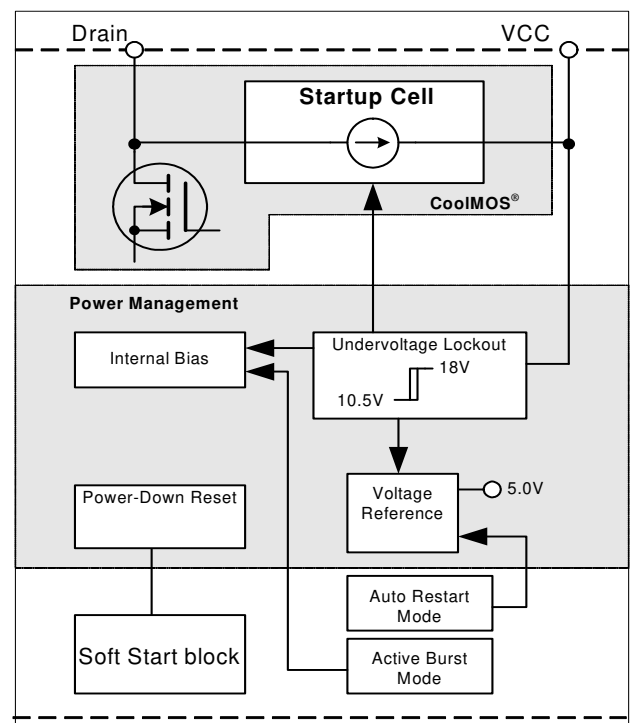 Drain
VCC
Startup Cell
CoolMOS®
Power Management
Internal Bias
Undervoltage Lockout
18V
10.5V
Power-Down Reset
Voltage
Reference
5.0V
Auto Restart
Mode
Soft Start block
Active Burst
Mode